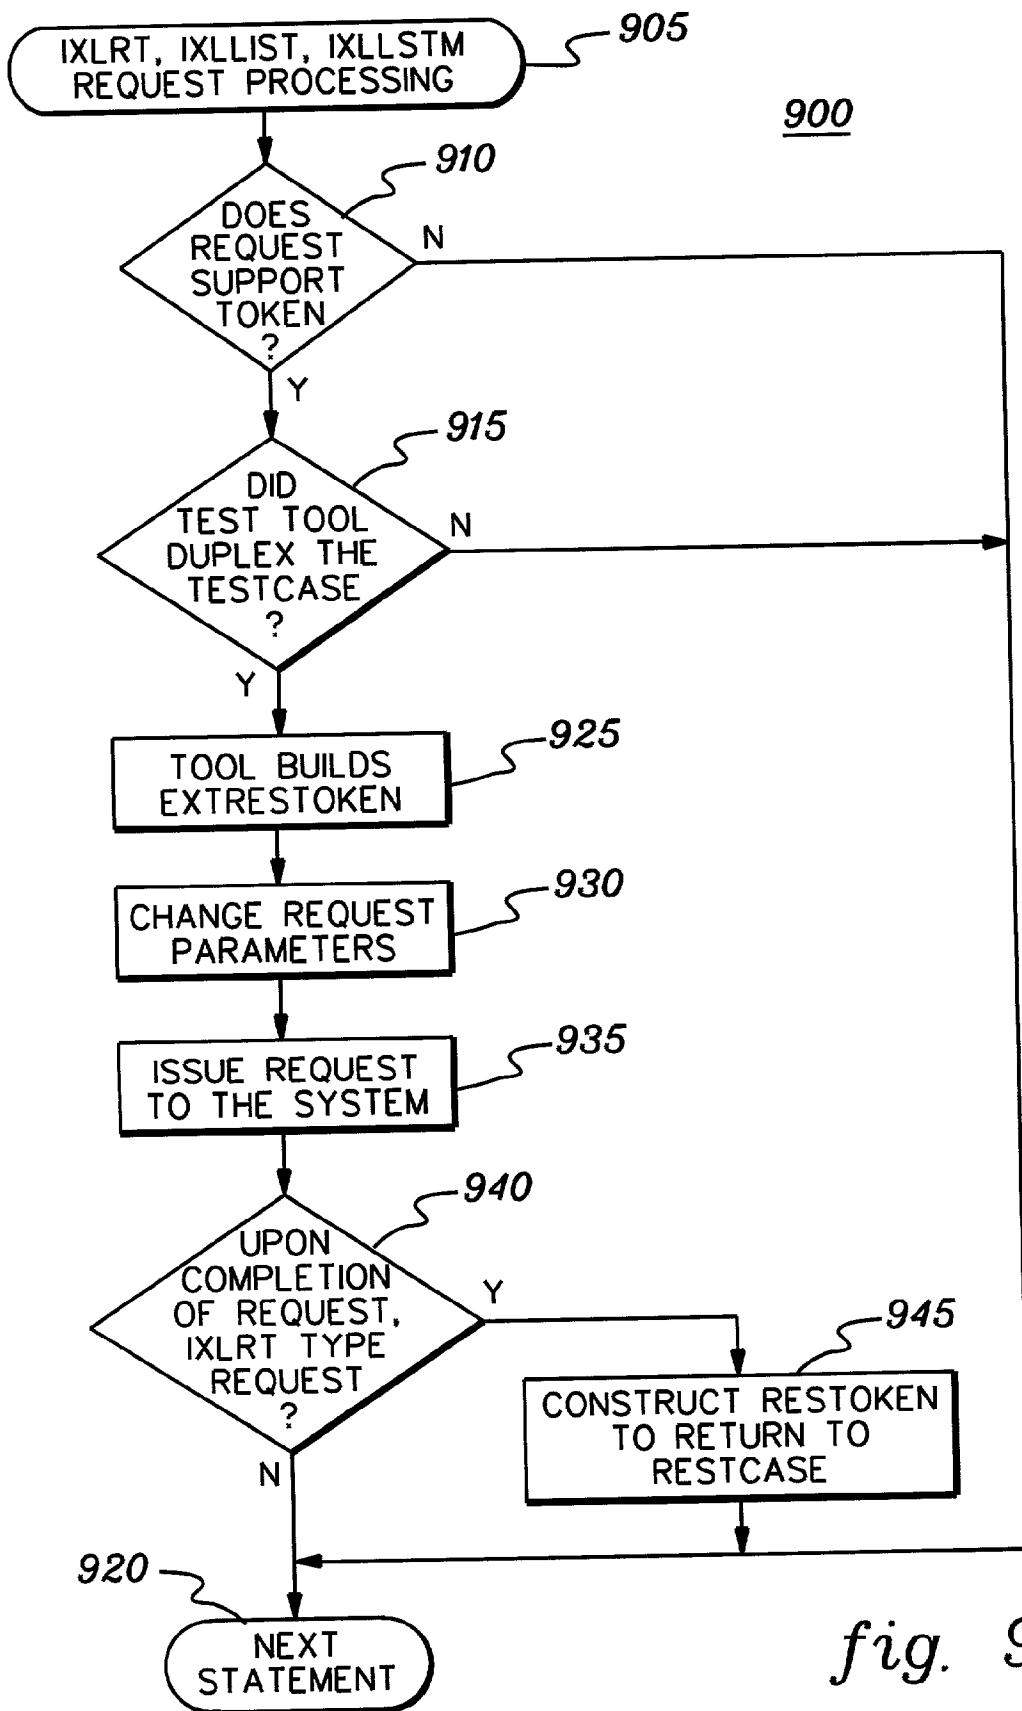 IXLRT, IXLLIST, IXLLSTM
REQUEST PROCESSING
905
900
910
DOES
REQUEST
SUPPORT
TOKEN
?
N
Y
915
DID
TEST TOOL
DUPLEX THE
TESTCASE
?
N
Y
925
TOOL BUILDS
EXTRESTOKEN
930
CHANGE REQUEST
PARAMETERS
935
ISSUE REQUEST
TO THE SYSTEM
940
UPON
COMPLETION
OF REQUEST,
IXLRT TYPE
REQUEST
?
Y
N
945
CONSTRUCT RESTOKEN
TO RETURN TO
RESTCASE
920
NEXT
STATEMENT
fig. 9